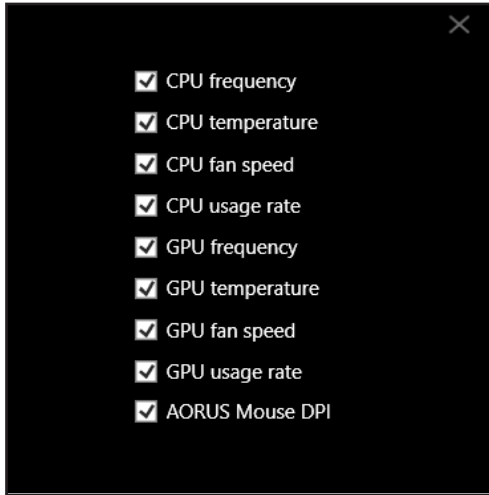 CPU frequency
CPU temperature
CPU fan speed
CPU usage rate
GPU frequency
GPU temperature
GPU fan speed
GPU usage rate
AORUS Mouse DPI